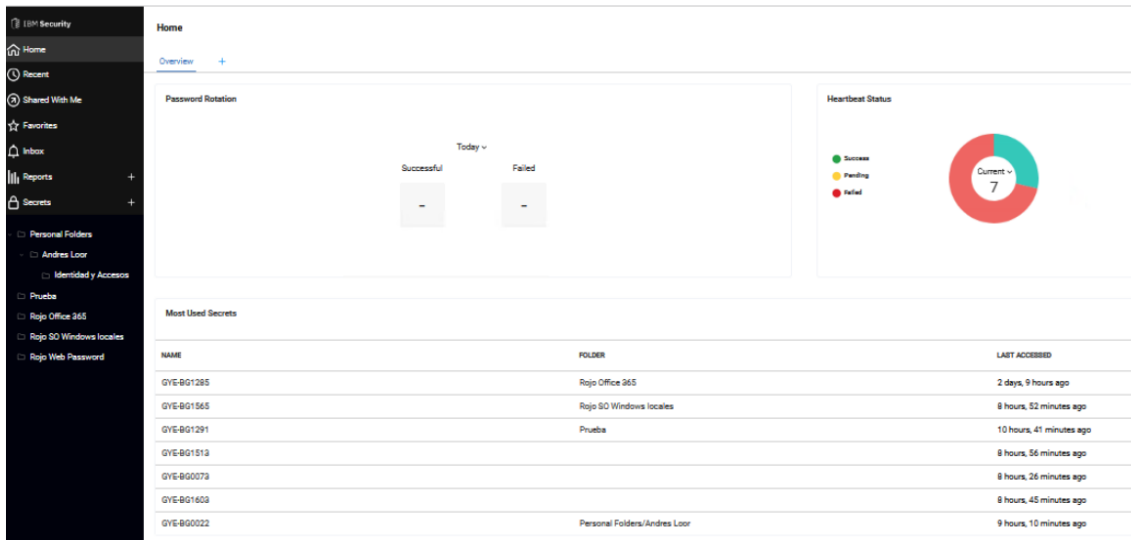 IBM Security
Home
Recent
Shared With Me
Favorites
Inbox
Reports +
Secrets +
Personal Folders
Andres Loor
Identidad y Accesos
Prueba
Rojo Office 365
Rojo SO Windows locales
Rojo Web Password
Home
Overview +
Password Rotation
Today
Successful Failed
- -
Heartbeat Status
Success
Pending
Failed
Current
7
Most Used Secrets
NAME FOLDER LAST ACCESSED
GYE-BG1285 Rojo Office 365 2 days, 9 hours ago
GYE-BG1565 Rojo SO Windows locales 8 hours, 52 minutes ago
GYE-BG1291 Prueba 10 hours, 41 minutes ago
GYE-BG1513 8 hours, 56 minutes ago
GYE-BG0073 8 hours, 26 minutes ago
GYE-BG1603 8 hours, 45 minutes ago
GYE-BG0022 Personal Folders/Andres Loor 9 hours, 10 minutes ago